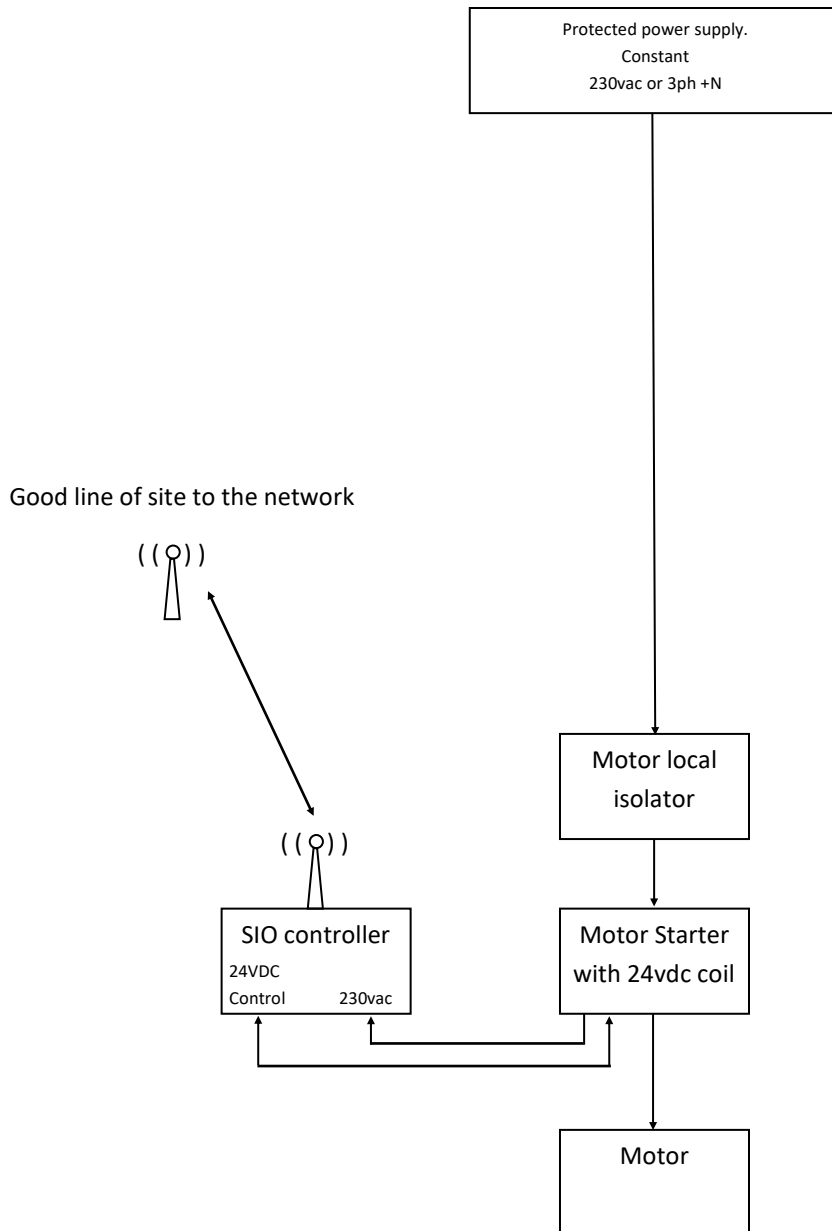 Protected power supply.
Constant
230vac or 3ph +N
Good line of site to the network
( ( ) )
Motor local
isolator
( ( ) )
SIO controller
24VDC
Control 230vac
Motor Starter
with 24vdc coil
Motor